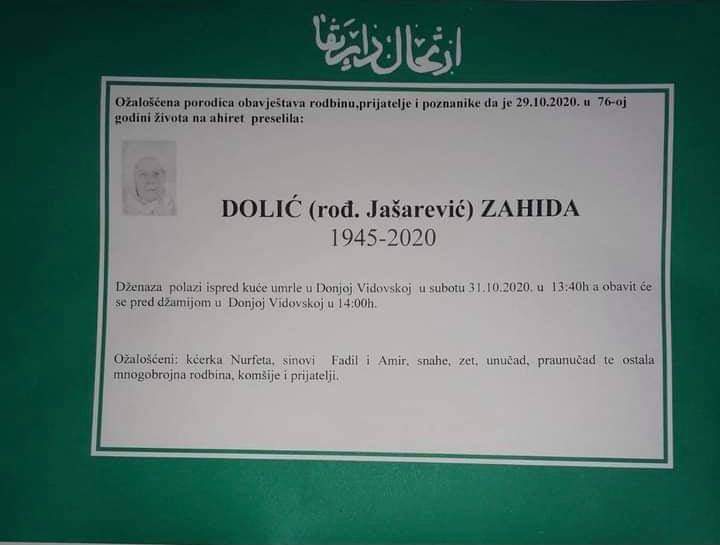 ارتحال دار بقا
Ožalošćena porodica obavještava rodbinu,prijatelje i poznanike da je 29.10.2020. u 76-oj
godini života na ahiret preselila:
DOLIĆ (rođ. Jašarević) ZAHIDA
1945-2020
Dženaza polazi ispred kuće umrle u Donjoj Vidovskoj u subotu 31.10.2020. u 13:40h a obavit će
se pred džamijom u Donjoj Vidovskoj u 14:00h.
Ožalošćeni: kćerka Nurfeta, sinovi Fadil i Amir, snahe, zet, unučad, praunučad te ostala
mnogobrojna rodbina, komšije i prijatelji.